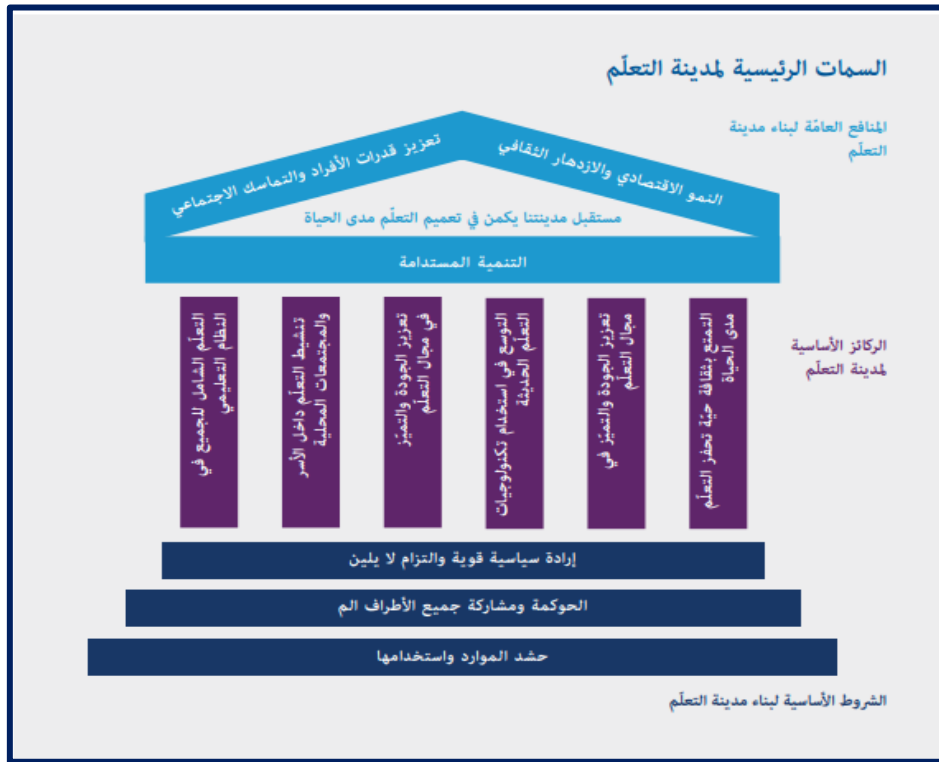 السمات الرئيسية لمدينة التعلّم
المنافع العامّة لبناء مدينة
التعلّم
النمو الاقتصادي والازدهار الثقافي
تعزيز قدرات الأفراد والتماسك الاجتماعي
مستقبل مدينتنا يكمن في تعميم التعلّم مدى الحياة
التنمية المستدامة
الركائز الأساسية
لمدينة التعلّم
التمتع بثقافة حيّة تحفز التعلّم
مدى الحياة
تعزيز الجودة والتميّز في
مجال التعلّم
التوسع في استخدام تكنولوجيات
التعلّم الحديثة
تعزيز الجودة والتميّز
في مجال التعلّم
تنشيط التعلّم داخل الأسر
والمجتمعات المحلية
التعلّم الشامل للجميع في
النظام التعليمي
إرادة سياسية قوية والتزام لا يلين
الحوكمة ومشاركة جميع الأطراف الم
حشد الموارد واستخدامها
الشروط الأساسية لبناء مدينة التعلّم